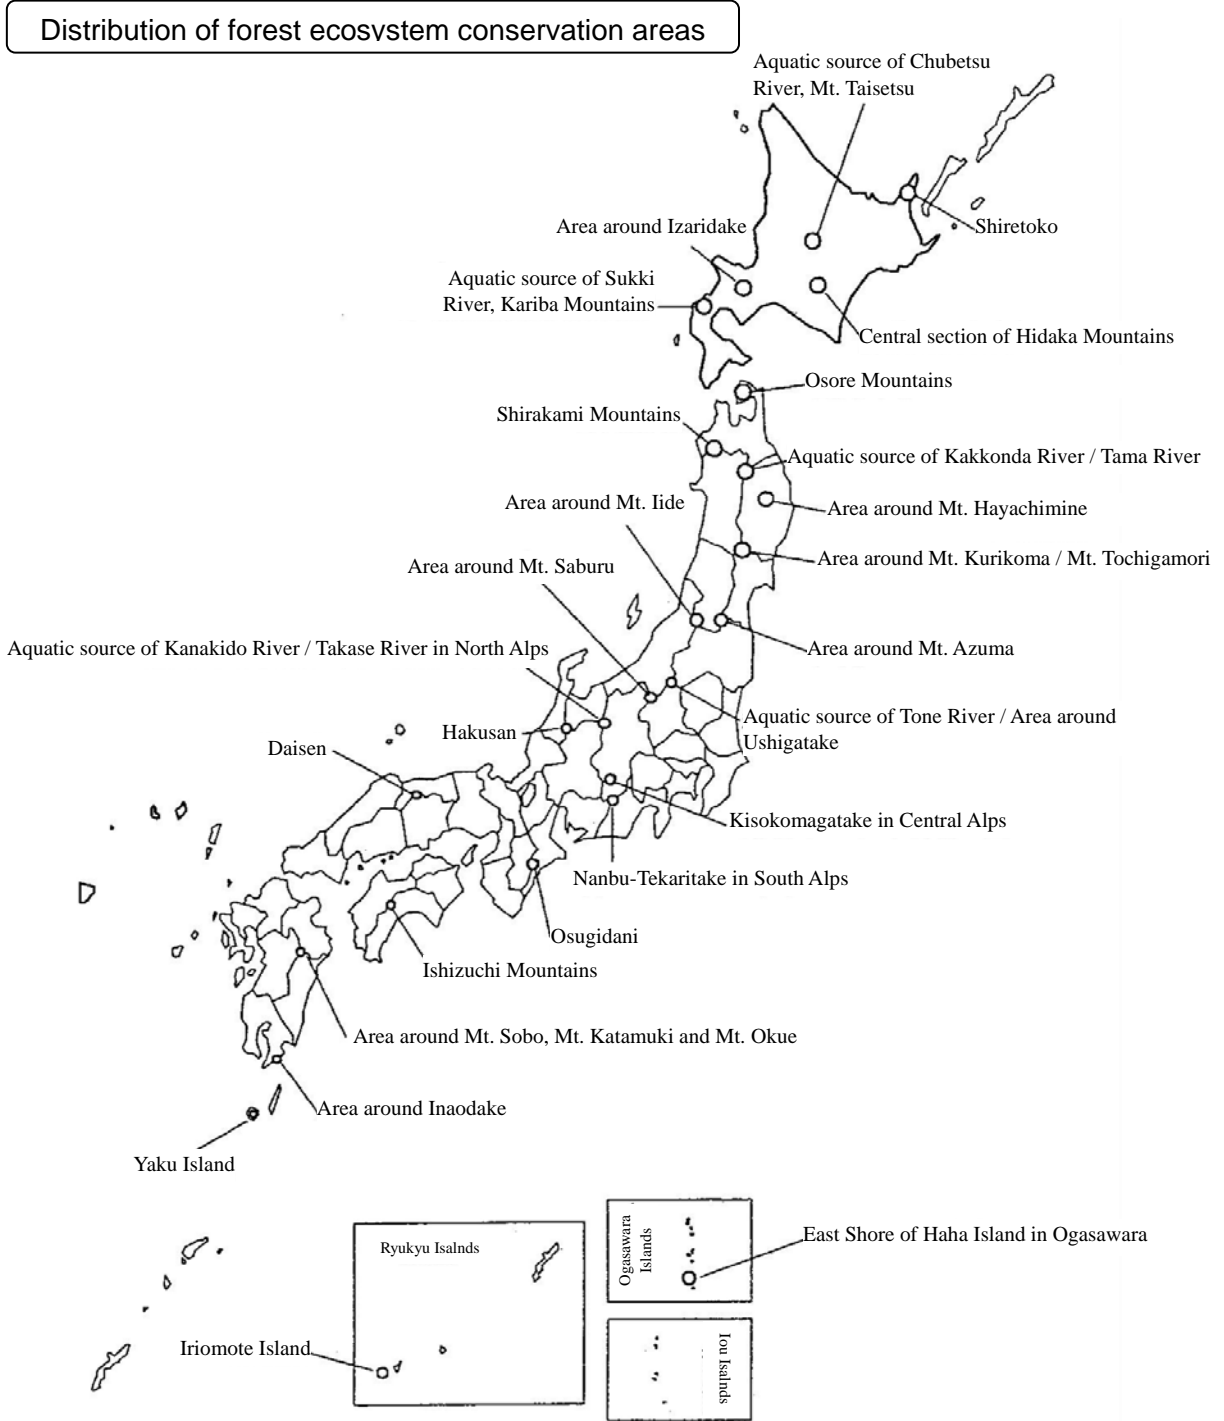 Distribution of forest ecosystem conservation areas
Aquatic source of Chubetsu
River, Mt. Taisetsu
Shiretoko
Area around Izaridake
Aquatic source of Sukki
River, Kariba Mountains
Central section of Hidaka Mountains
Osore Mountains
Shirakami Mountains
Aquatic source of Kakkonda River / Tama River
Area around Mt. Iide
Area around Mt. Hayachimine
Area around Mt. Kurikoma / Mt. Tochigamori
Area around Mt. Saburu
Aquatic source of Kanakido River / Takase River in North Alps
Area around Mt. Azuma
Aquatic source of Tone River / Area around
Ushigatake
Hakusan
Daisen
Kisokomagatake in Central Alps
Nanbu-Tekaritake in South Alps
Osugidani
Ishizuchi Mountains
Area around Mt. Sobo, Mt. Katamuki and Mt. Okue
Area around Inaodake
Yaku Island
Ryukyu Isalnds
Ogasawara
Islands
East Shore of Haha Island in Ogasawara
Iriomote Island
Iou Isalnds